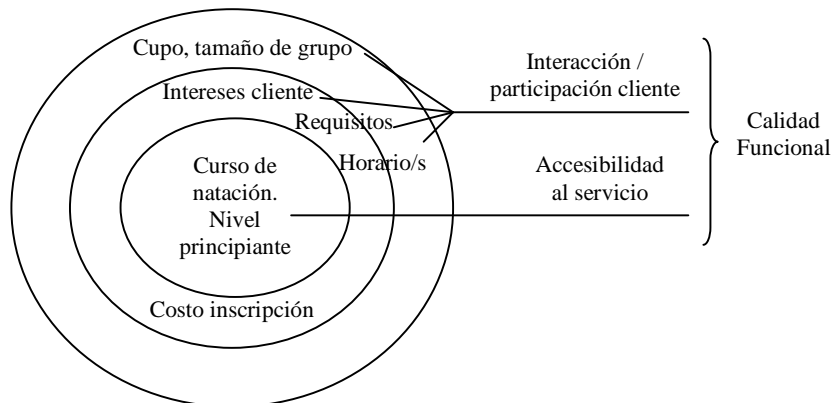 Cupo, tamaño de grupo
Intereses cliente
Requisitos
Horario/s
Curso de
natación.
Nivel
principiante
Costo inscripción
Interacción /
participación cliente
Accesibilidad
al servicio
Calidad
Funcional